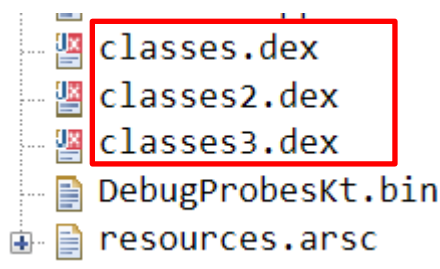 classes.dex
classes2.dex
classes3.dex
DebugProbesKt.bin
resources.arsc